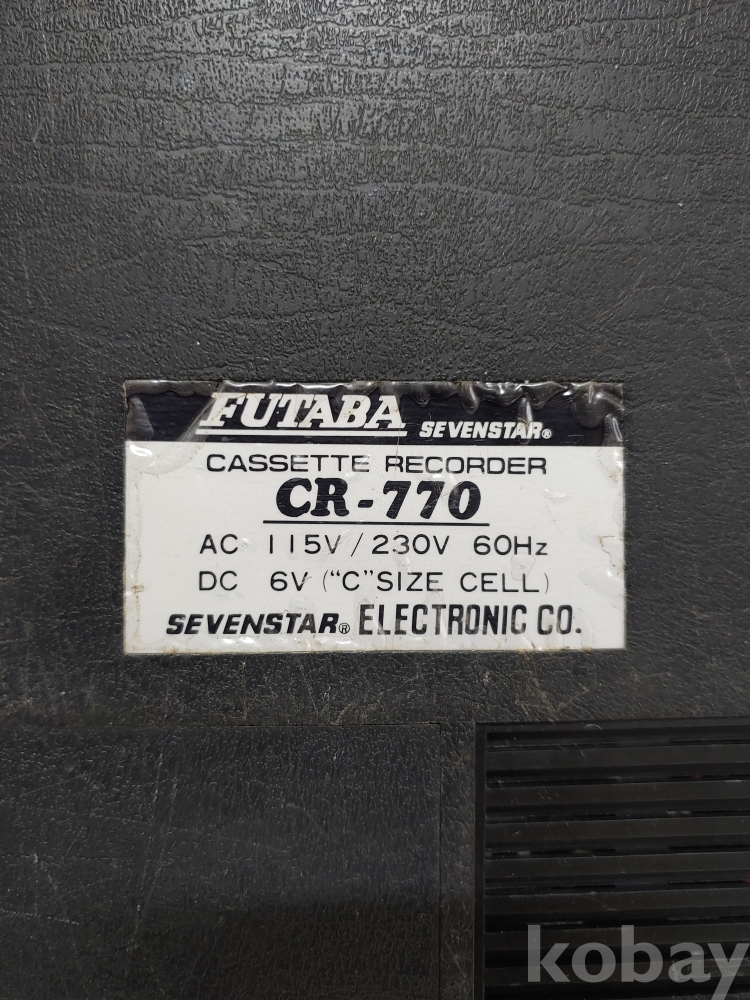 FUTABA SEVENSTAR®
CASSETTE RECORDER
CR-770
AC 115V/230V 60Hz
DC 6V ("C"SIZE CELL)
SEVENSTAR® ELECTRONIC CO.
kobay